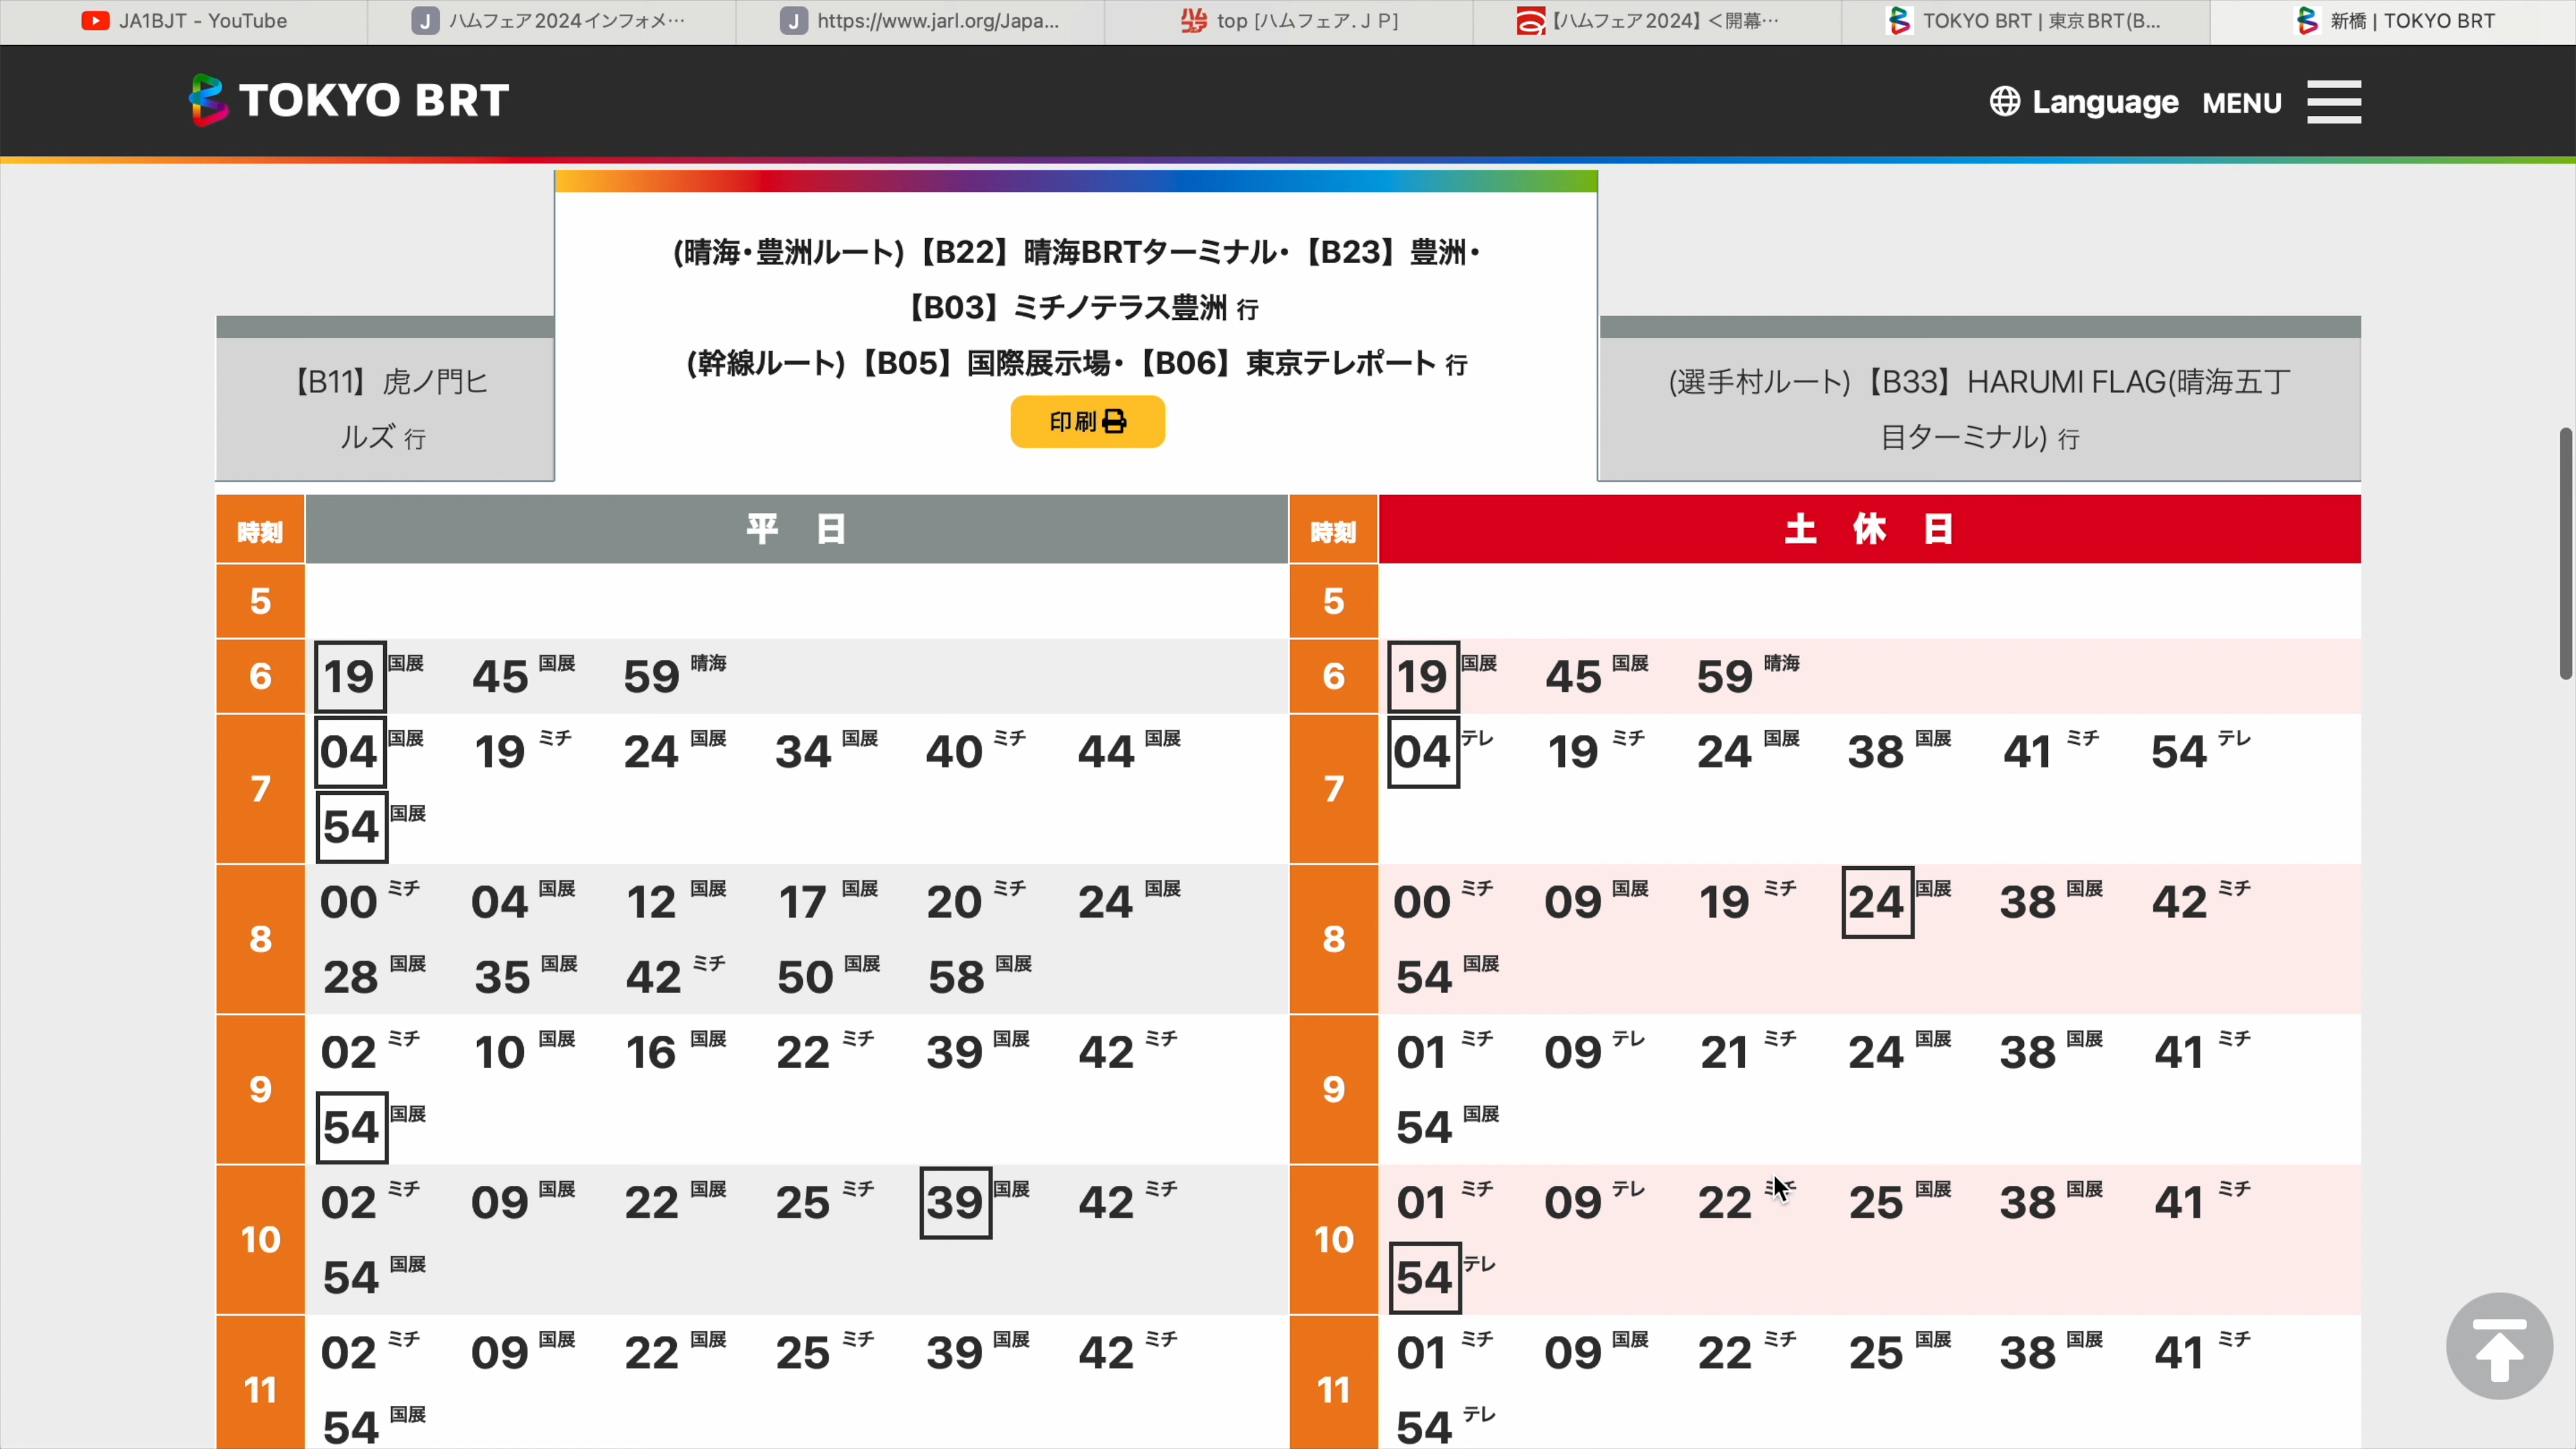 JA1BJT - YouTube
ハムフェア2024インフォメ…
https://www.jarl.org/Japa...
top [ハムフェア.ＪＰ]
【ハムフェア2024】＜開幕…
TOKYO BRT | 東京BRT(B...
新橋 | TOKYO BRT
TOKYO BRT
Language MENU
(晴海・豊洲ルート)【B22】晴海BRTターミナル・【B23】豊洲・
【B03】ミチノテラス豊洲 行
(幹線ルート)【B05】国際展示場・【B06】東京テレポート 行
印刷
【B11】虎ノ門ヒ
ルズ 行
(選手村ルート)【B33】HARUMI FLAG(晴海五丁
目ターミナル) 行
時刻 平 日
5
6 19 国展 45 国展 59 晴海
7 04 国展 19 ミチ 24 国展 34 国展 40 ミチ 44 国展
54 国展
8 00 ミチ 04 国展 12 国展 17 国展 20 ミチ 24 国展
28 国展 35 国展 42 ミチ 50 国展 58 国展
9 02 ミチ 10 国展 16 国展 22 ミチ 39 国展 42 ミチ
54 国展
10 02 ミチ 09 国展 22 国展 25 ミチ 39 国展 42 ミチ
54 国展
11 02 ミチ 09 国展 22 国展 25 ミチ 39 国展 42 ミチ
54 国展
時刻 土 休 日
5
6 19 国展 45 国展 59 晴海
7 04 テレ 19 ミチ 24 国展 38 国展 41 ミチ 54 テレ
8 00 ミチ 09 国展 19 ミチ 24 国展 38 国展 42 ミチ
54 国展
9 01 ミチ 09 テレ 21 ミチ 24 国展 38 国展 41 ミチ
54 国展
10 01 ミチ 09 テレ 22 25 国展 38 国展 41 ミチ
54 テレ
11 01 ミチ 09 国展 22 ミチ 25 国展 38 国展 41 ミチ
54 テレ